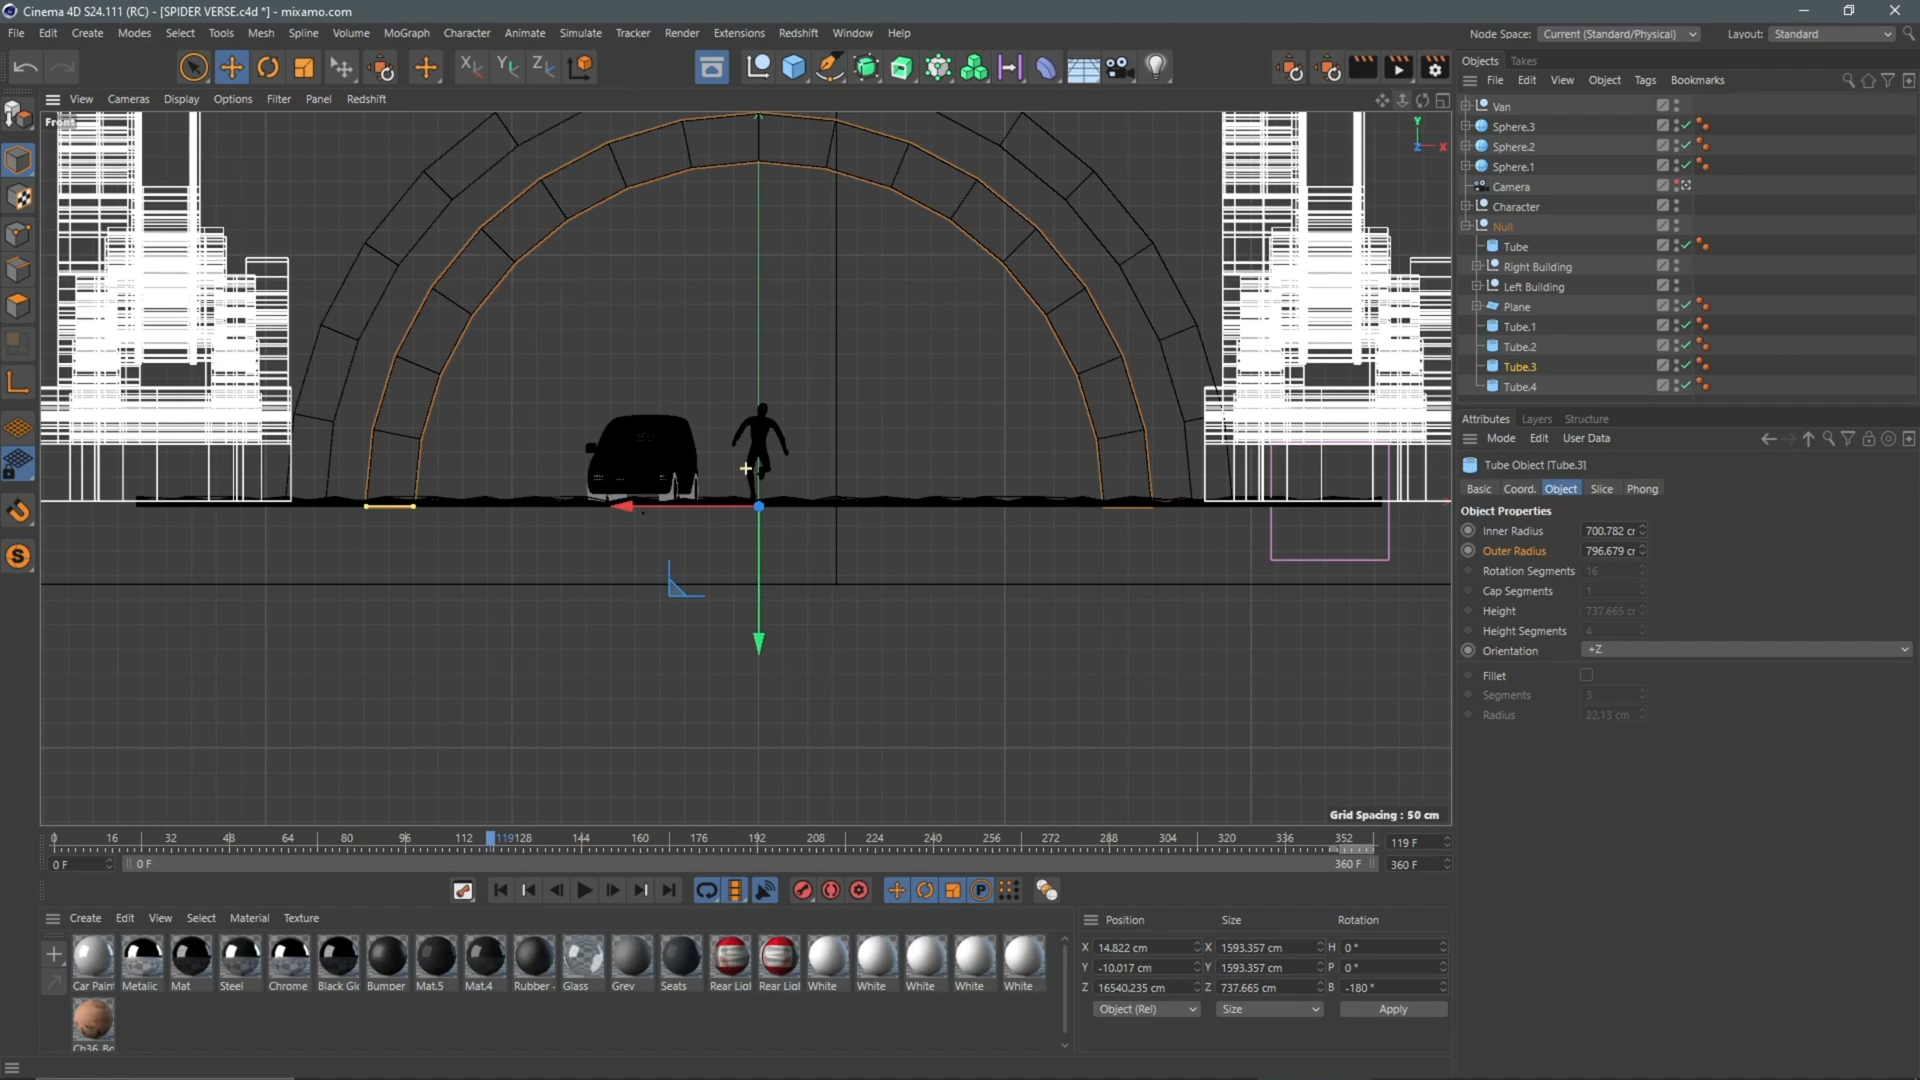 Cinema 4D S24.111 (RC) - [SPIDER VERSE.c4d *] - mixamo.com
File Edit Create Modes Select Tools Mesh Spline Volume MoGraph Character Animate Simulate Tracker Render Extensions Redshift Window Help Node Space: Current (Standard/Physical) Layout: Standard
X Y Z
Objects Takes
File Edit View Object Tags Bookmarks
View Cameras Display Options Filter Panel Redshift
Front
Y
Z X
Van
Sphere.3
Sphere.2
Sphere.1
Camera
Character
Null
Tube
Right Building
Left Building
Plane
Tube.1
Tube.2
Tube.3
Tube.4
Attributes Layers Structure
Mode Edit User Data
Tube Object [Tube.3]
Basic Coord. Object Slice Phong
Object Properties
Inner Radius 700.782 cr
Outer Radius 796.679 cr
Rotation Segments 16
Cap Segments 1
Height 737.665 cr
Height Segments 4
Orientation +Z
Fillet
Segments 3
Radius 22.13 cm
Grid Spacing : 50 cm
0 16 32 48 64 80 96 112 119 128 144 160 176 192 208 224 240 256 272 288 304 320 336 352 119 F
0 F 0 F 360 F 360 F
P
Create Edit View Select Material Texture
Position Size Rotation
X 14.822 cm X 1593.357 cm H 0 °
Y -10.017 cm Y 1593.357 cm P 0 °
Z 16540.235 cm Z 737.665 cm B -180 °
Object (Rel) Size Apply
Car Pain Metalic Mat Steel Chrome Black Glo Bumper Mat.5 Mat.4 Rubber - Glass Grey Seats Rear Ligl Rear Ligl White White White White White
Ch36_Bo